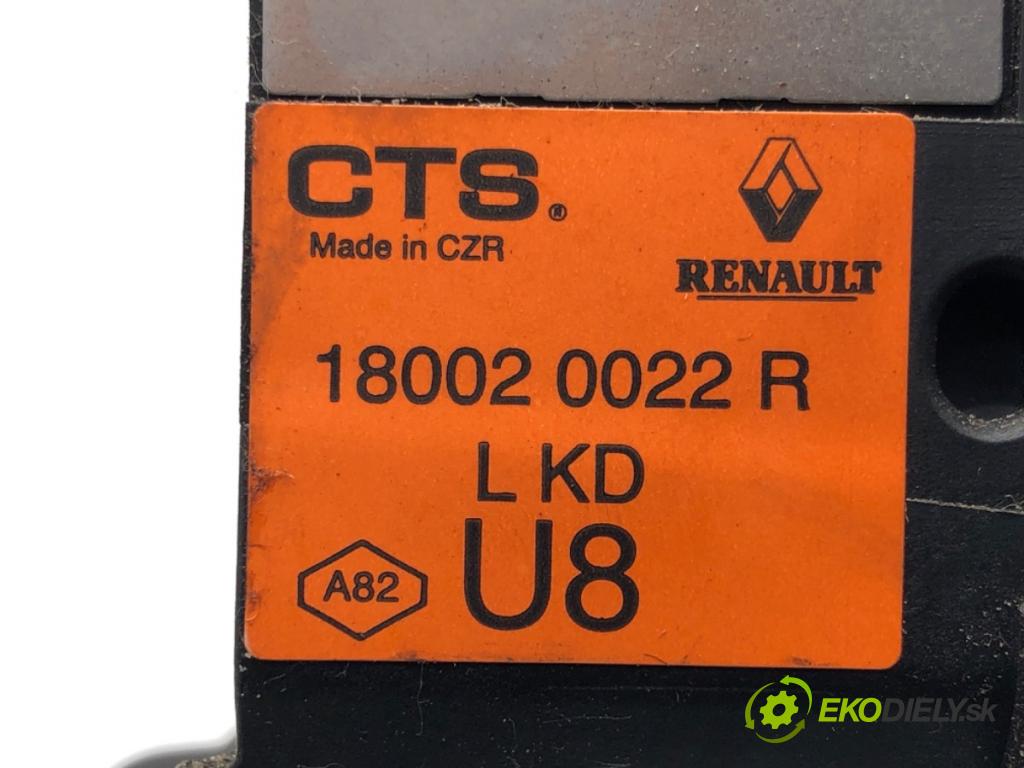 CTS®
Made in CZR
RENAULT
18002 0022 R
L KD
U8
A82
EKODIELY.sk